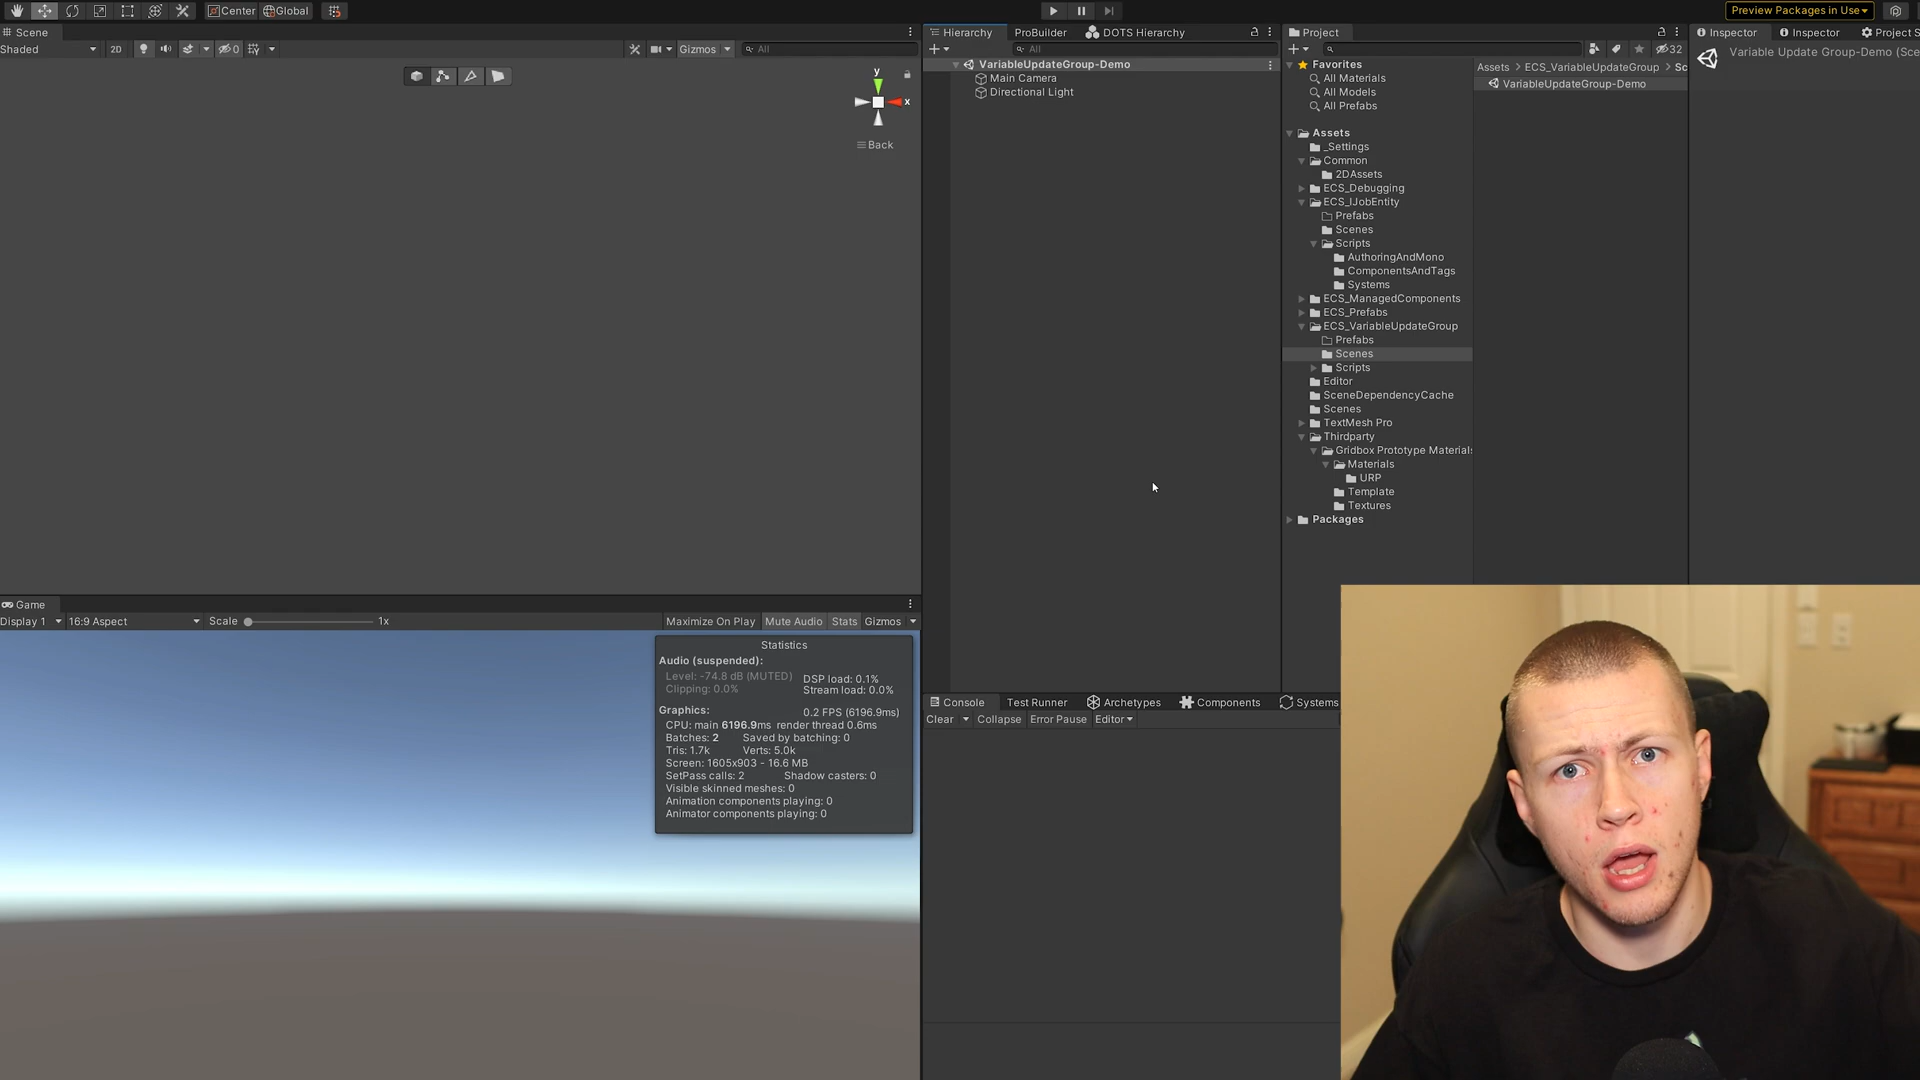 Center
Global
Preview Packages in Use
Scene
Shaded
2D
0
Gizmos
All
y
x
Back
Hierarchy
ProBuilder
DOTS Hierarchy
All
VariableUpdateGroup-Demo
Main Camera
Directional Light
Project
32
Favorites
All Materials
All Models
All Prefabs
Assets
_Settings
Common
2DAssets
ECS_Debugging
ECS_IJobEntity
Prefabs
Scenes
Scripts
AuthoringAndMono
ComponentsAndTags
Systems
ECS_ManagedComponents
ECS_Prefabs
ECS_VariableUpdateGroup
Prefabs
Scenes
Scripts
Editor
SceneDependencyCache
Scenes
TextMesh Pro
Thirdparty
Gridbox Prototype Materials
Materials
URP
Template
Textures
Packages
Assets > ECS_VariableUpdateGroup > Sc
VariableUpdateGroup-Demo
Inspector
Inspector
Project S
Variable Update Group-Demo (Sce
Game
Display 1
16:9 Aspect
Scale
1x
Maximize On Play
Mute Audio
Stats
Gizmos
Statistics
Audio (suspended):
Level: -74.8 dB (MUTED)
DSP load: 0.1%
Clipping: 0.0%
Stream load: 0.0%
Graphics:
0.2 FPS (6196.9ms)
CPU: main 6196.9ms render thread 0.6ms
Batches: 2
Saved by batching: 0
Tris: 1.7k
Verts: 5.0k
Screen: 1605x903 - 16.6 MB
SetPass calls: 2
Shadow casters: 0
Visible skinned meshes: 0
Animation components playing: 0
Animator components playing: 0
Console
Test Runner
Archetypes
Components
Systems
Clear
Collapse
Error Pause
Editor